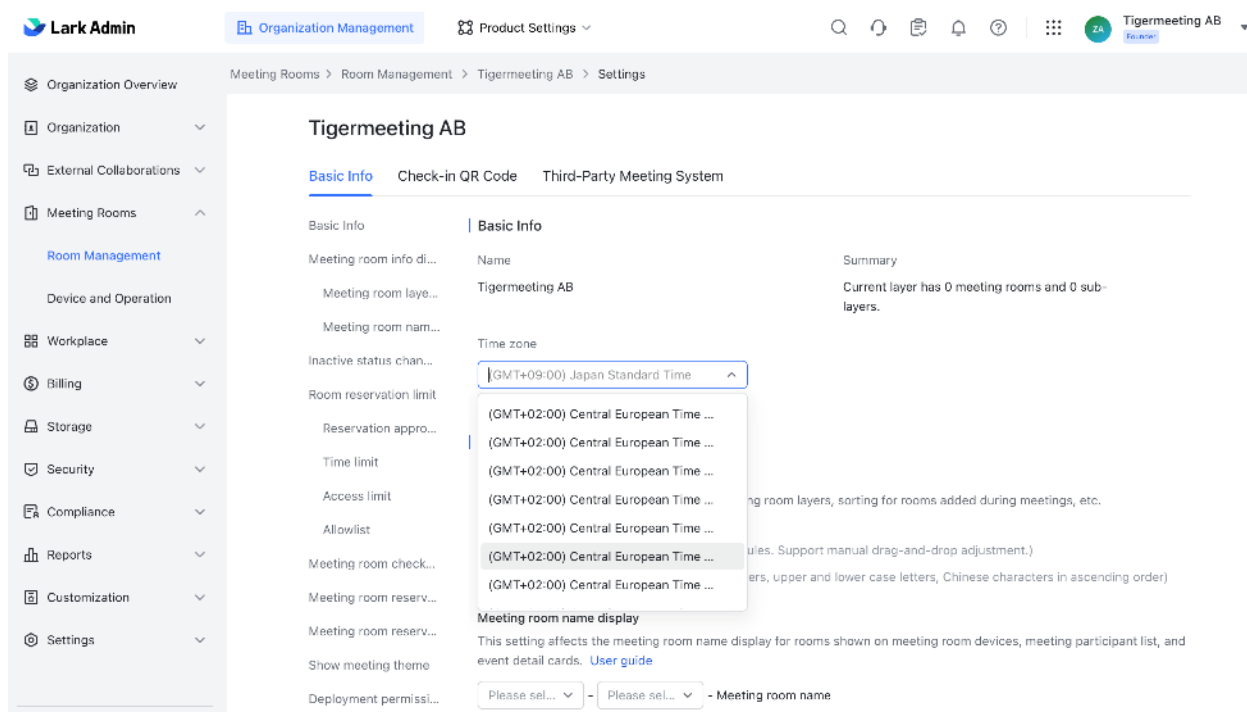 Lark Admin
Organization Management
Product Settings
ZA
Tigermeeting AB
Founder
Organization Overview
Organization
External Collaborations
Meeting Rooms
Room Management
Device and Operation
Workplace
Billing
Storage
Security
Compliance
Reports
Customization
Settings
Meeting Rooms > Room Management > Tigermeeting AB > Settings
Tigermeeting AB
Basic Info Check-in QR Code Third-Party Meeting System
Basic Info
Meeting room info di...
Meeting room laye...
Meeting room nam...
Inactive status chan...
Room reservation limit
Reservation appro...
Time limit
Access limit
Allowlist
Meeting room check...
Meeting room reserv...
Meeting room reserv...
Show meeting theme
Deployment permissi...
Basic Info
Name
Tigermeeting AB
Summary
Current layer has 0 meeting rooms and 0 sub-
layers.
Time zone
(GMT+09:00) Japan Standard Time
(GMT+02:00) Central European Time ...
(GMT+02:00) Central European Time ...
(GMT+02:00) Central European Time ...
(GMT+02:00) Central European Time ...
(GMT+02:00) Central European Time ...
(GMT+02:00) Central European Time ...
(GMT+02:00) Central European Time ...
ng room layers, sorting for rooms added during meetings, etc.
ules. Support manual drag-and-drop adjustment.)
ers, upper and lower case letters, Chinese characters in ascending order)
Meeting room name display
This setting affects the meeting room name display for rooms shown on meeting room devices, meeting participant list, and
event detail cards. User guide
Please sel... - Please sel... - Meeting room name